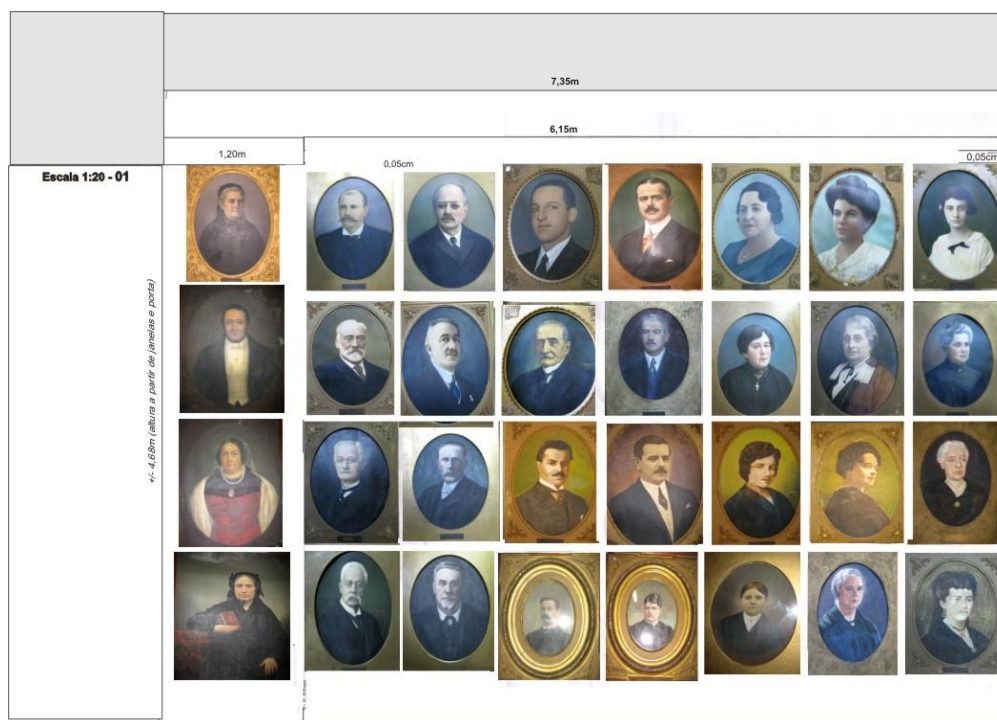 7,35m
6,15m
1,20m
0,05cm
0,05cm
Escala 1:20 - 01
+/- 4,68m (altura a partir de janelas e porta)